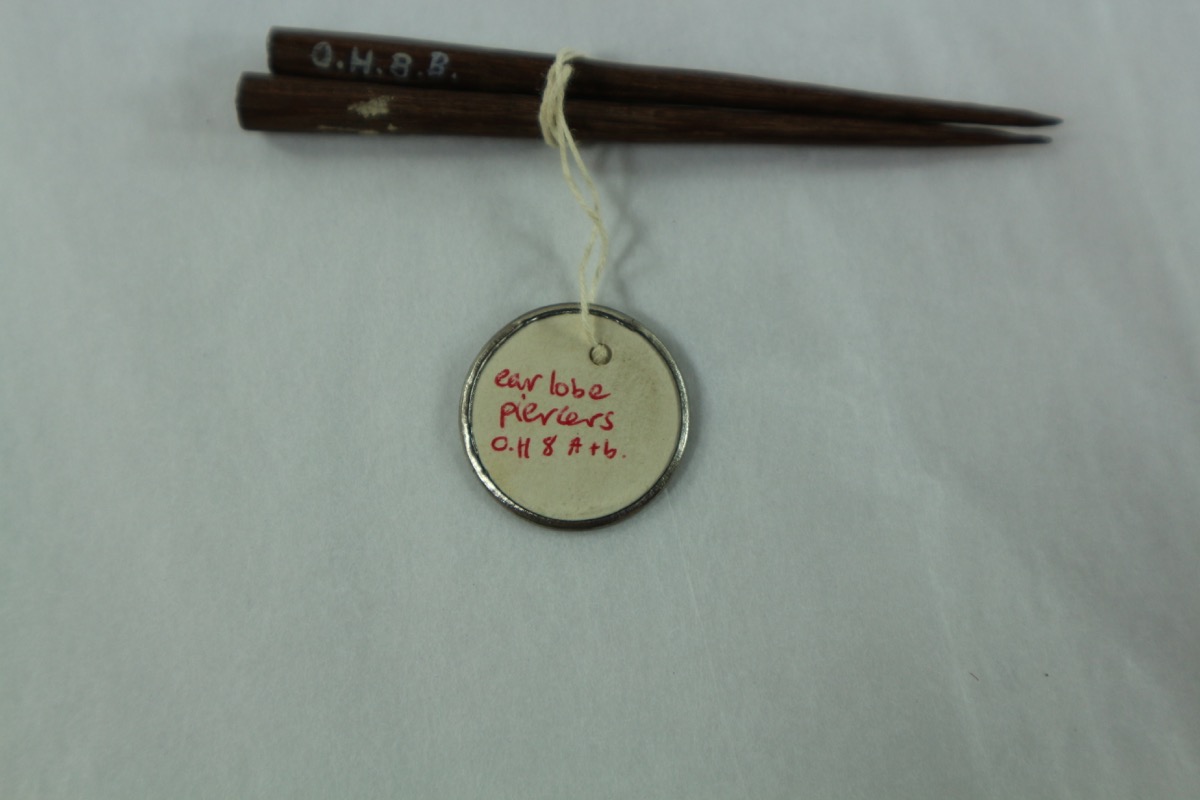 O.H.8.B.
ear lobe
piercers
O.H 8 A+b.